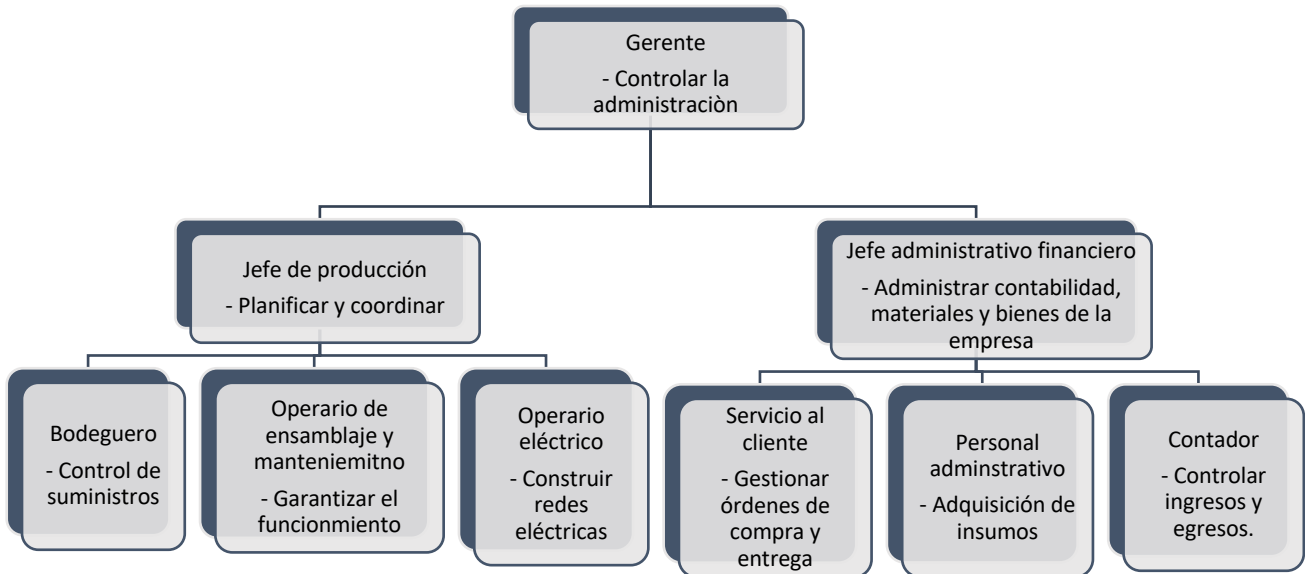 Gerente
- Controlar la
administraciòn
Jefe de producción
- Planificar y coordinar
Jefe administrativo financiero
- Administrar contabilidad,
materiales y bienes de la
empresa
Bodeguero
- Control de
suministros
Operario de
ensamblaje y
manteniemitno
- Garantizar el
funcionmiento
Operario
eléctrico
- Construir
redes
eléctricas
Servicio al
cliente
- Gestionar
órdenes de
compra y
entrega
Personal
adminstrativo
- Adquisición de
insumos
Contador
- Controlar
ingresos y
egresos.